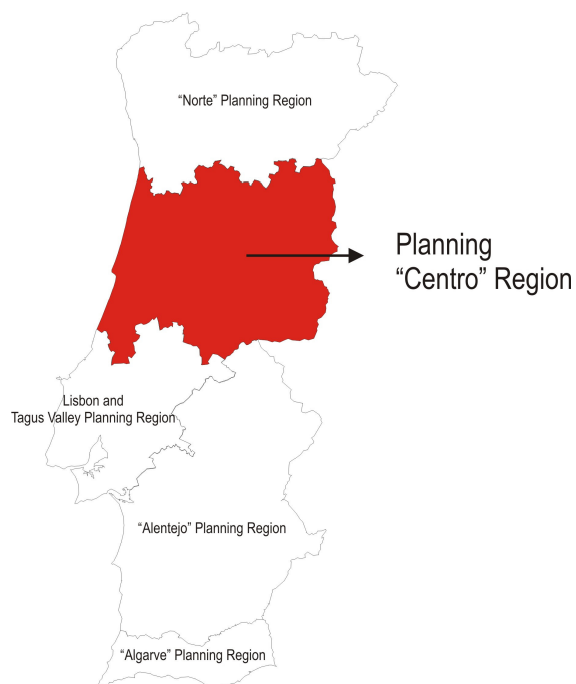 “Norte” Planning Region
Planning
“Centro” Region
Lisbon and
Tagus Valley Planning Region
“Alentejo” Planning Region
“Algarve” Planning Region